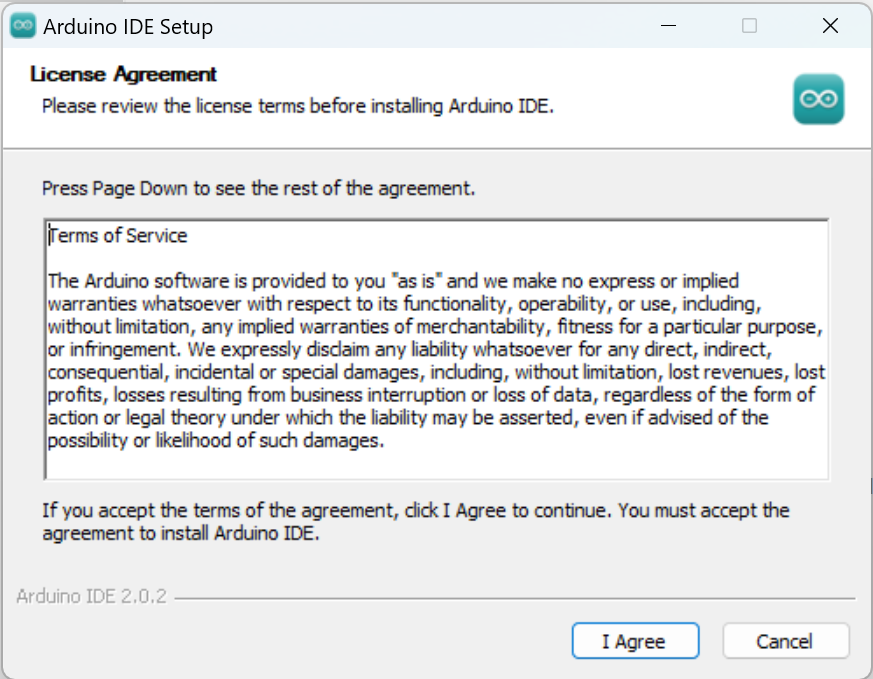 Arduino IDE Setup
License Agreement
Please review the license terms before installing Arduino IDE.
Press Page Down to see the rest of the agreement.
Terms of Service
The Arduino software is provided to you "as is" and we make no express or implied
warranties whatsoever with respect to its functionality, operability, or use, including,
without limitation, any implied warranties of merchantability, fitness for a particular purpose,
or infringement. We expressly disclaim any liability whatsoever for any direct, indirect,
consequential, incidental or special damages, including, without limitation, lost revenues, lost
profits, losses resulting from business interruption or loss of data, regardless of the form of
action or legal theory under which the liability may be asserted, even if advised of the
possibility or likelihood of such damages.
If you accept the terms of the agreement, click I Agree to continue. You must accept the
agreement to install Arduino IDE.
Arduino IDE 2.0.2
I Agree
Cancel